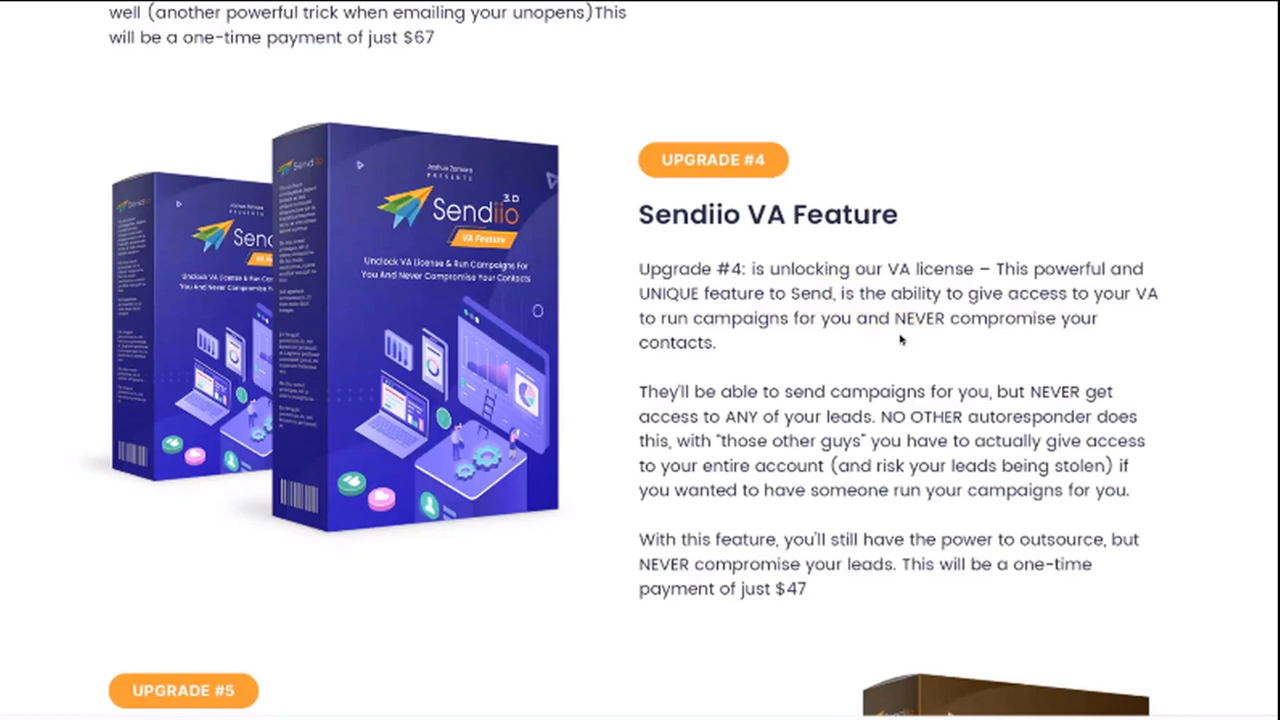 well (another powerful trick when emailing your unopens)This
will be a one-time payment of just $67
Sendiio
Joshua Zamora
PRESENTS
Sendiio
3.0
VA Feature
Unclock VA License & Run Campaigns For
You And Never Compromise Your Contacts
UPGRADE #4
Sendiio VA Feature
Upgrade #4: is unlocking our VA license – This powerful and
UNIQUE feature to Send, is the ability to give access to your VA
to run campaigns for you and NEVER compromise your
contacts.
They'll be able to send campaigns for you, but NEVER get
access to ANY of your leads. NO OTHER autoresponder does
this, with "those other guys" you have to actually give access
to your entire account (and risk your leads being stolen) if
you wanted to have someone run your campaigns for you.
With this feature, you'll still have the power to outsource, but
NEVER compromise your leads. This will be a one-time
payment of just $47
UPGRADE #5